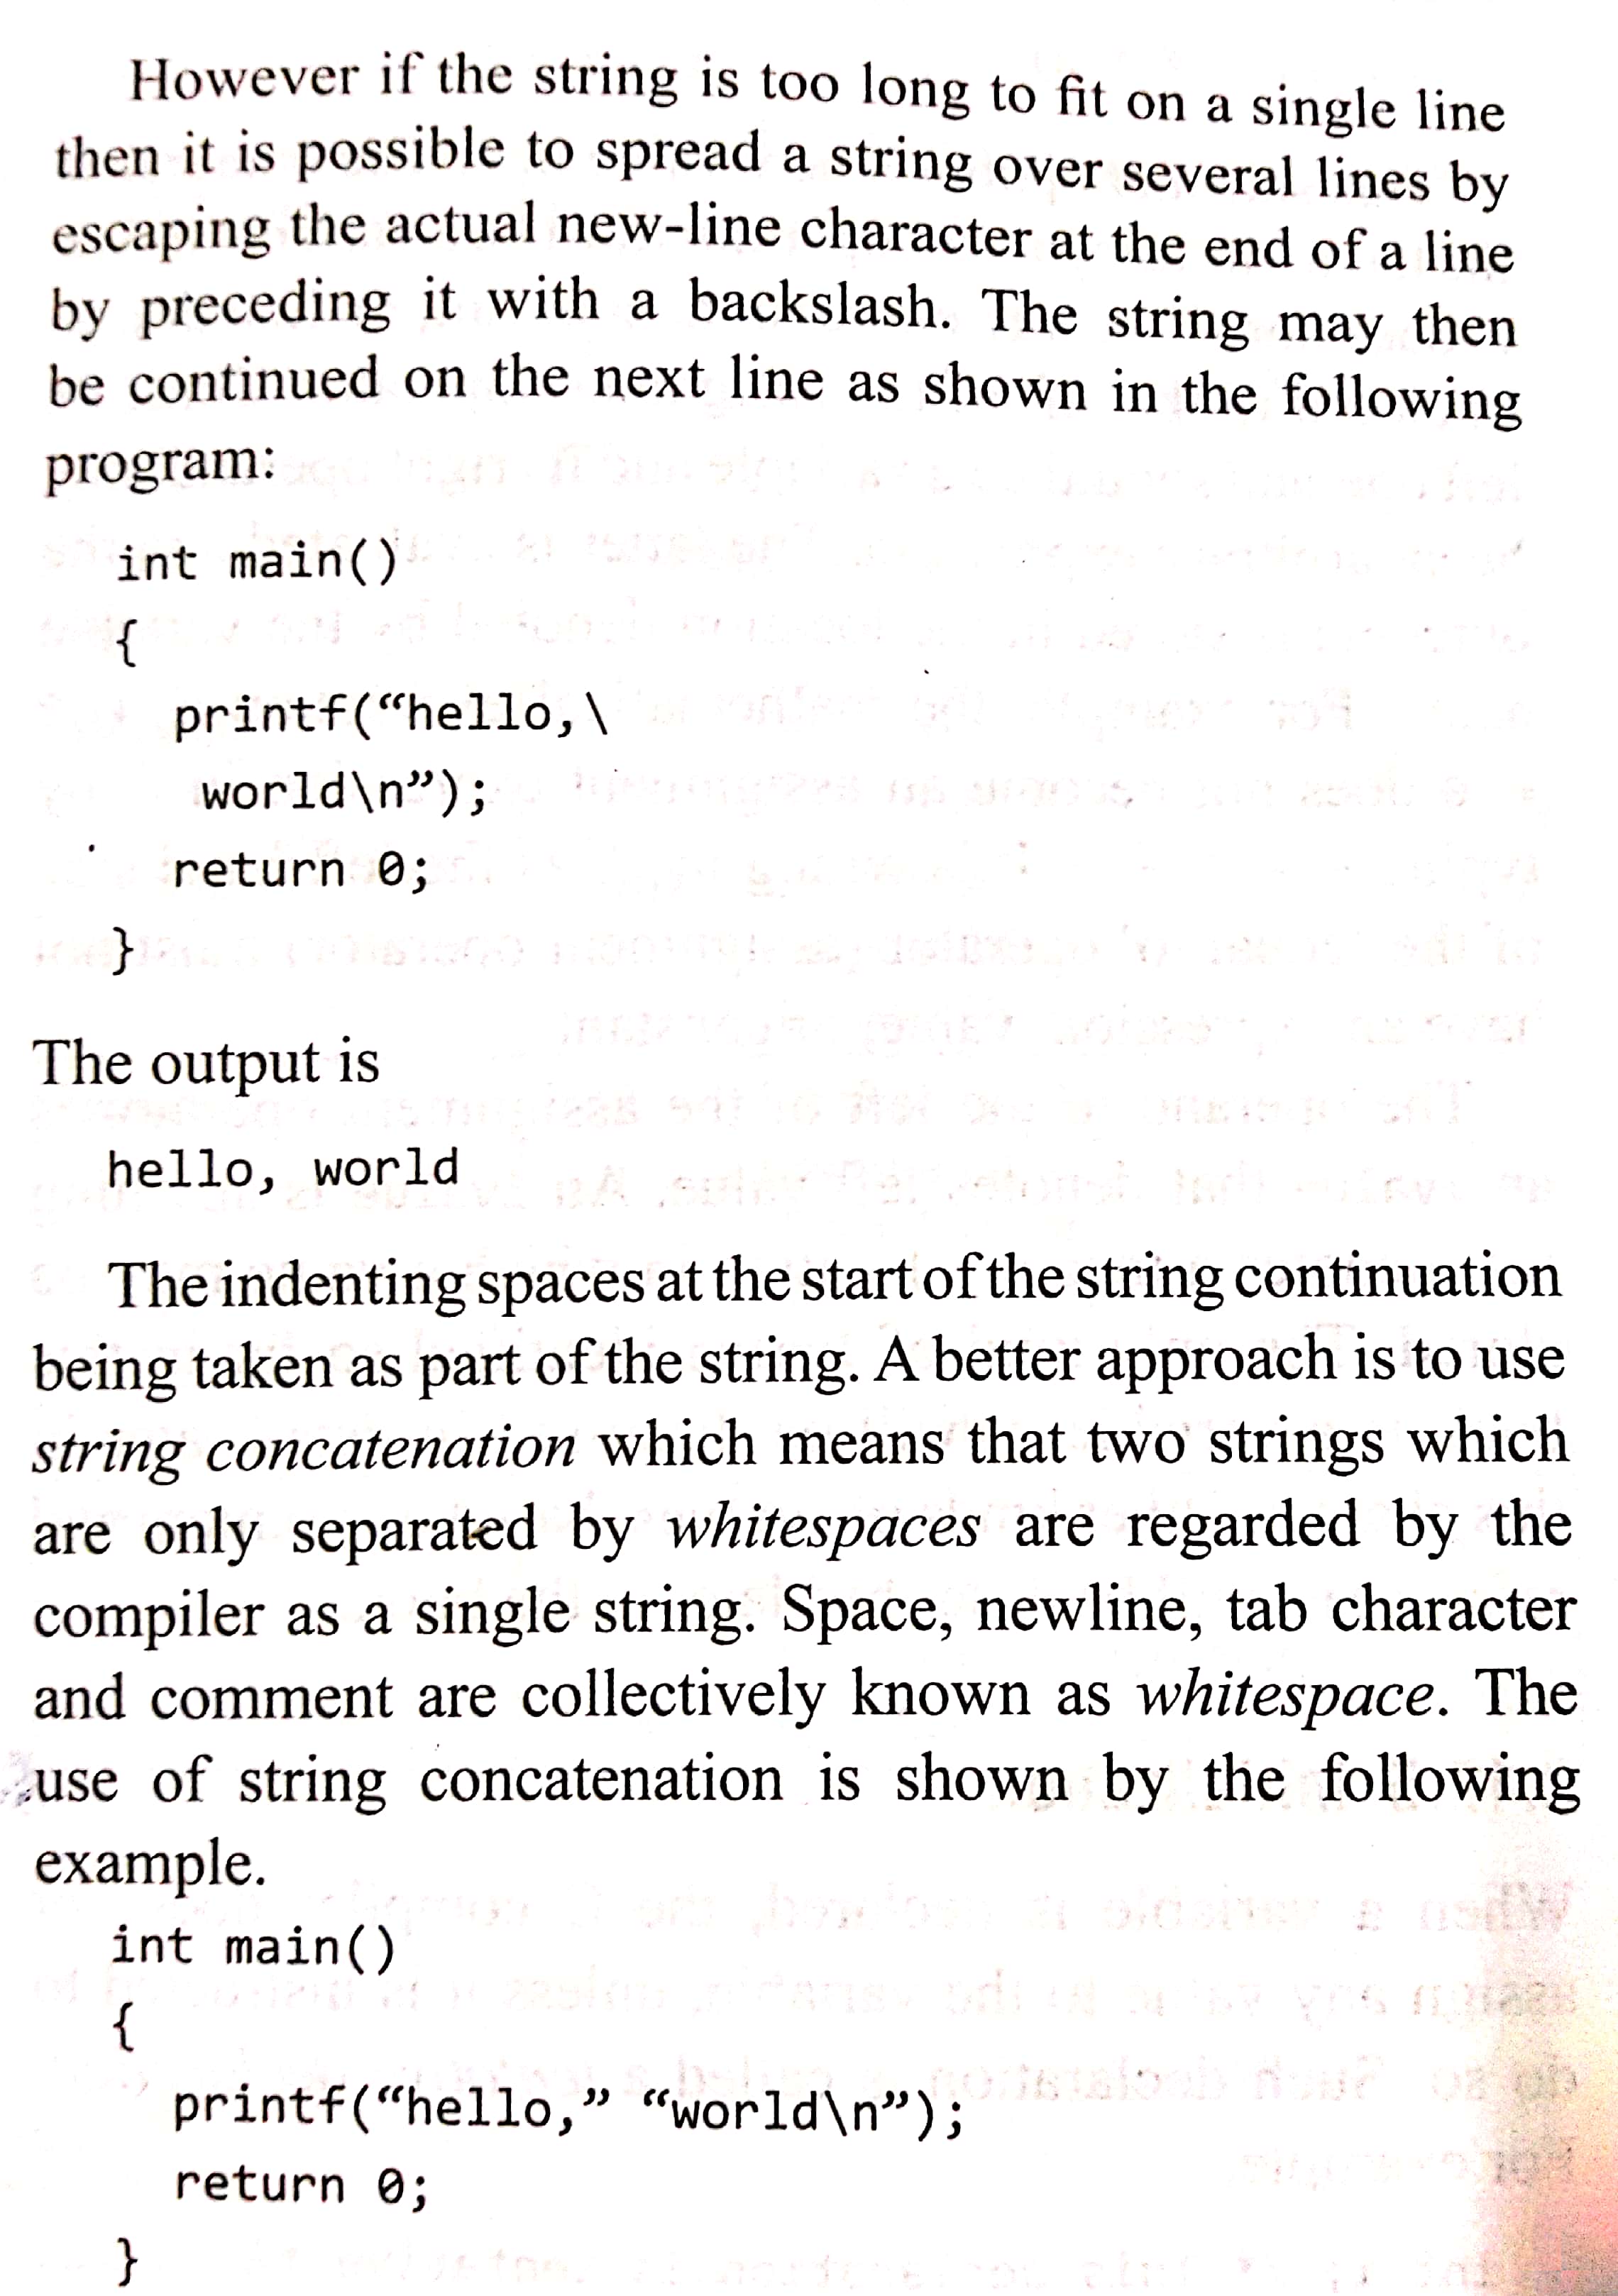 However if the string is too long to fit on a single line
then it is possible to spread a string over several lines by
escaping the actual new-line character at the end of a line
by preceding it with a backslash. The string may then
be continued on the next line as shown in the following
program:
int main()
{
printf(“hello,\
world\n”);
return 0;
}
The output is
hello, world
The indenting spaces at the start of the string continuation
being taken as part of the string. A better approach is to use
string concatenation which means that two strings which
are only separated by whitespaces are regarded by the
compiler as a single string. Space, newline, tab character
and comment are collectively known as whitespace. The
use of string concatenation is shown by the following
example.
int main()
{
printf(“hello,” “world\n”);
return 0;
}